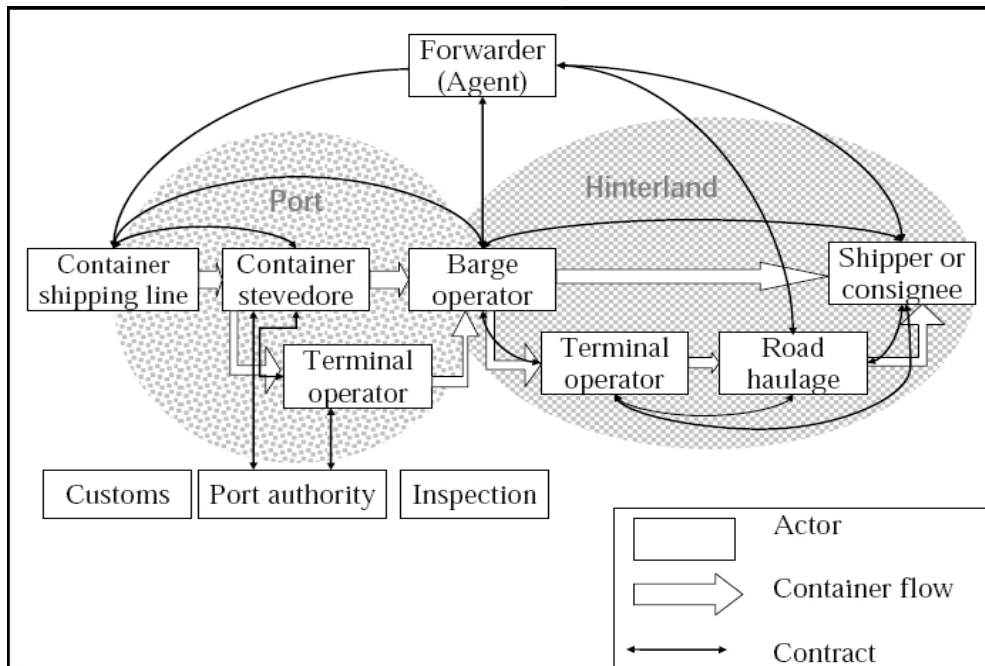 Forwarder
(Agent)
Port
Hinterland
Container
shipping line
Container
stevedore
Barge
operator
Shipper or
consignee
Terminal
operator
Terminal
operator
Road
haulage
Customs
Port authority
Inspection
Actor
Container flow
Contract